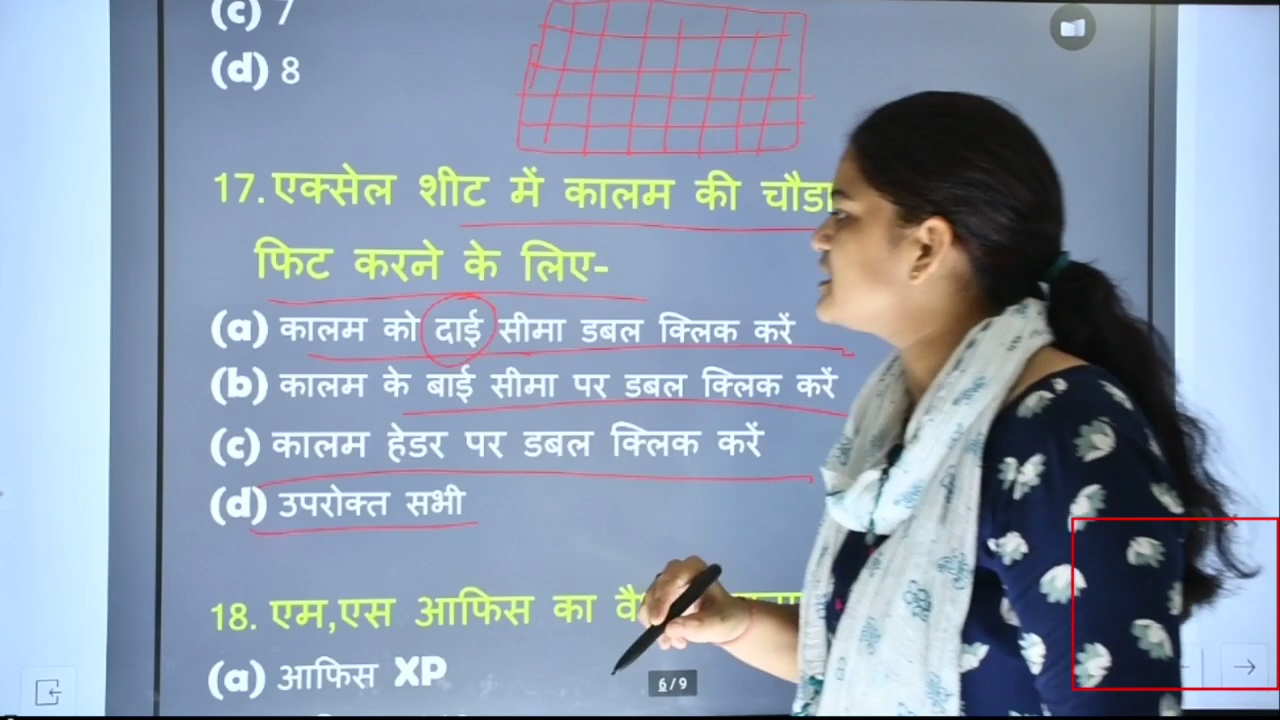 (c) 7
(d) 8
17. एक्सेल शीट में कालम की
फिट करने के लिए-
(a) कालम को दाई सीमा डबल क्लिक करें
(b) कालम के बाई सीमा पर डबल क्लिक करें
(c) कालम हेडर पर डबल क्लिक करें
(d) उपरोक्त सभी
18. एम,एस आफिस का
(a) आफिस XP
6/9